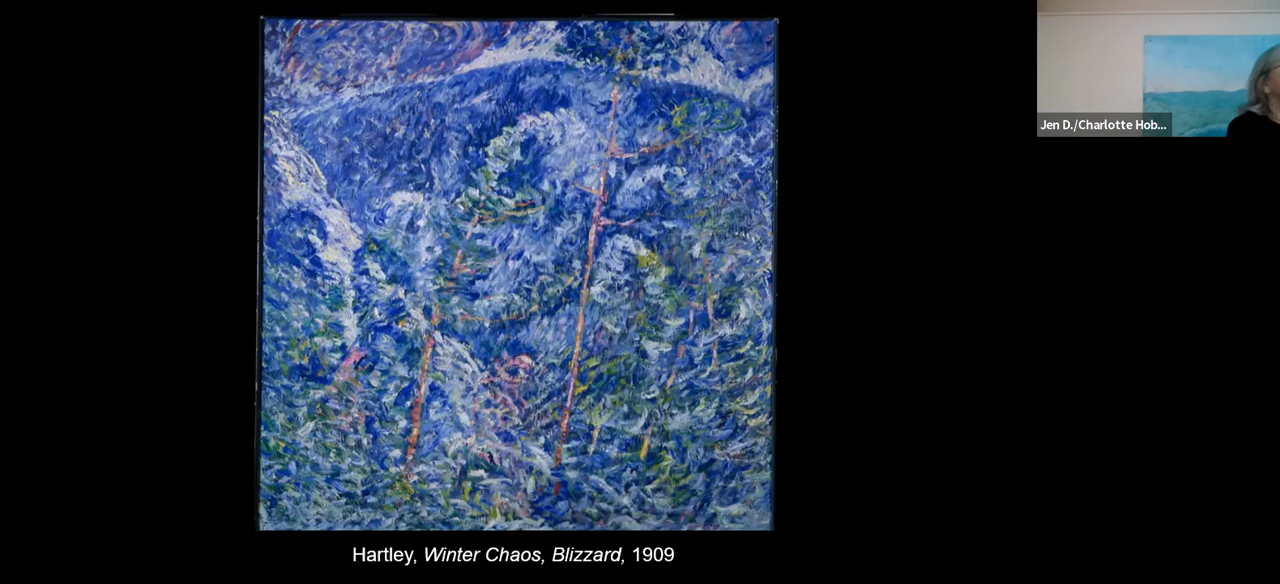 Jen D./Charlotte Hob...
Hartley, Winter Chaos, Blizzard, 1909